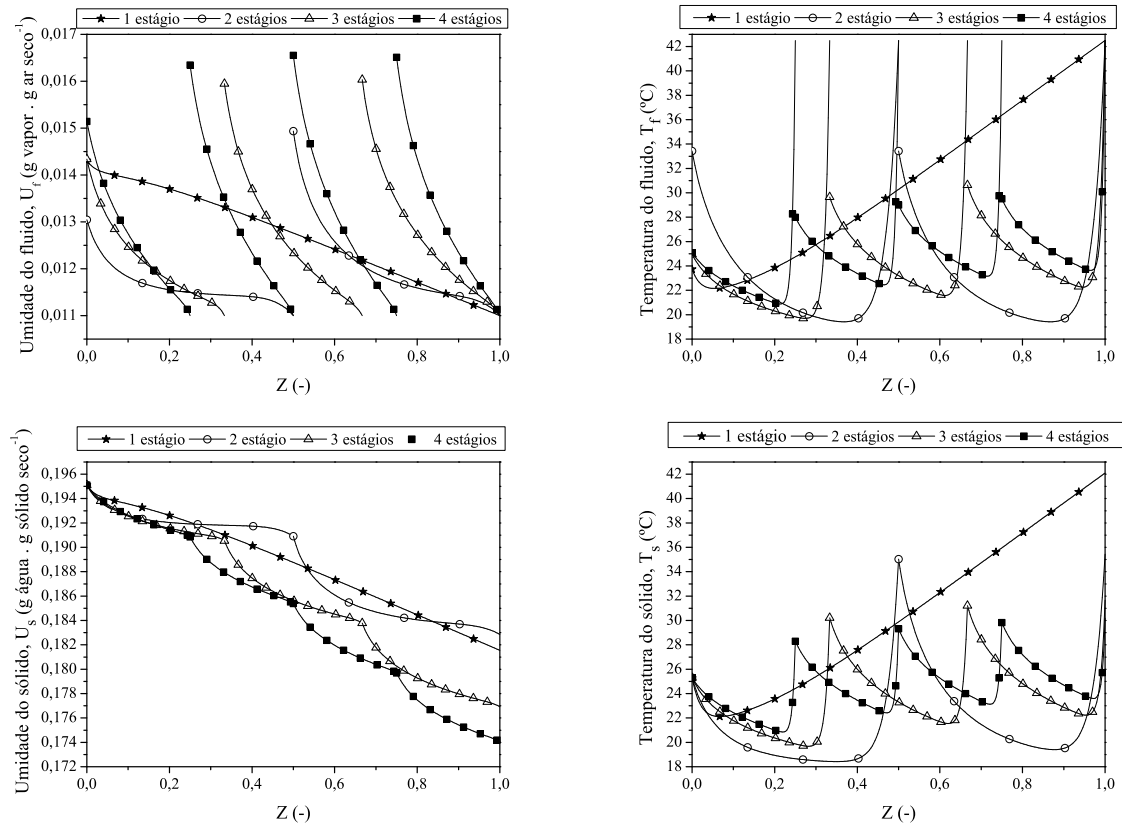 1 estágio 2 estágios 3 estágios 4 estágios
Umidade do fluido, U_f (g vapor . g ar seco⁻¹)
0,017
0,016
0,015
0,014
0,013
0,012
0,011
0,0 0,2 0,4 0,6 0,8 1,0
Z (-)
1 estágio 2 estágios 3 estágios 4 estágios
Temperatura do fluido, T_f (ºC)
42
40
38
36
34
32
30
28
26
24
22
20
18
0,0 0,2 0,4 0,6 0,8 1,0
Z (-)
1 estágio 2 estágios 3 estágios 4 estágios
Umidade do sólido, U_s (g água . g sólido seco⁻¹)
0,196
0,194
0,192
0,190
0,188
0,186
0,184
0,182
0,180
0,178
0,176
0,174
0,172
0,0 0,2 0,4 0,6 0,8 1,0
Z (-)
1 estágio 2 estágios 3 estágios 4 estágios
Temperatura do sólido, T_s (ºC)
42
40
38
36
34
32
30
28
26
24
22
20
18
0,0 0,2 0,4 0,6 0,8 1,0
Z (-)